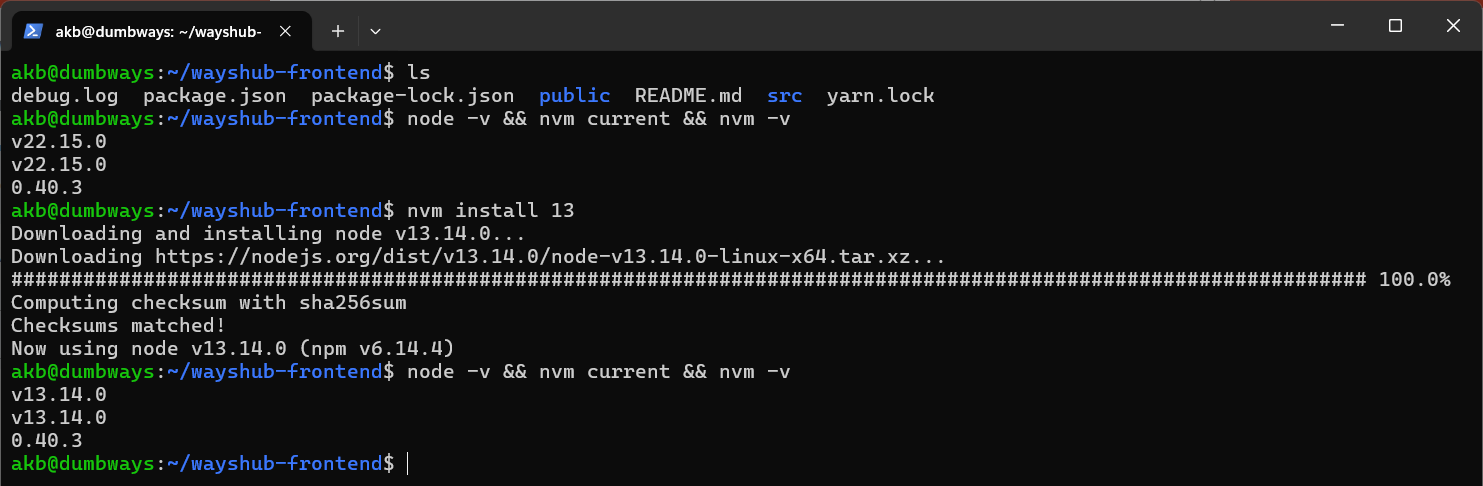 akb@dumbways: ~/wayshub-
akb@dumbways:~/wayshub-frontend$ ls
debug.log  package.json  package-lock.json  public  README.md  src  yarn.lock
akb@dumbways:~/wayshub-frontend$ node -v && nvm current && nvm -v
v22.15.0
v22.15.0
0.40.3
akb@dumbways:~/wayshub-frontend$ nvm install 13
Downloading and installing node v13.14.0...
Downloading https://nodejs.org/dist/v13.14.0/node-v13.14.0-linux-x64.tar.xz...
################################################################################################################# 100.0%
Computing checksum with sha256sum
Checksums matched!
Now using node v13.14.0 (npm v6.14.4)
akb@dumbways:~/wayshub-frontend$ node -v && nvm current && nvm -v
v13.14.0
v13.14.0
0.40.3
akb@dumbways:~/wayshub-frontend$